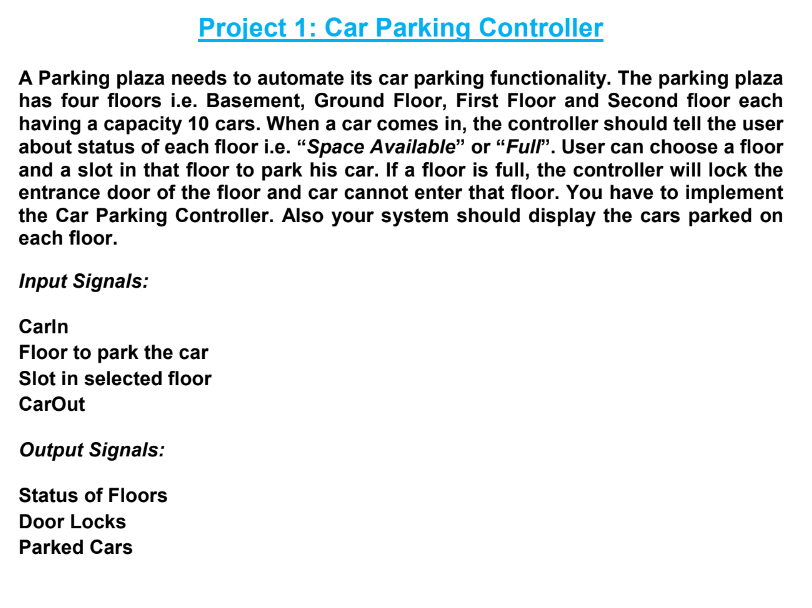 Project 1: Car Parking Controller
A Parking plaza needs to automate its car parking functionality. The parking plaza
has four floors i.e. Basement, Ground Floor, First Floor and Second floor each
having a capacity 10 cars. When a car comes in, the controller should tell the user
about status of each floor i.e. “Space Available” or “Full”. User can choose a floor
and a slot in that floor to park his car. If a floor is full, the controller will lock the
entrance door of the floor and car cannot enter that floor. You have to implement
the Car Parking Controller. Also your system should display the cars parked on
each floor.
Input Signals:
CarIn
Floor to park the car
Slot in selected floor
CarOut
Output Signals:
Status of Floors
Door Locks
Parked Cars